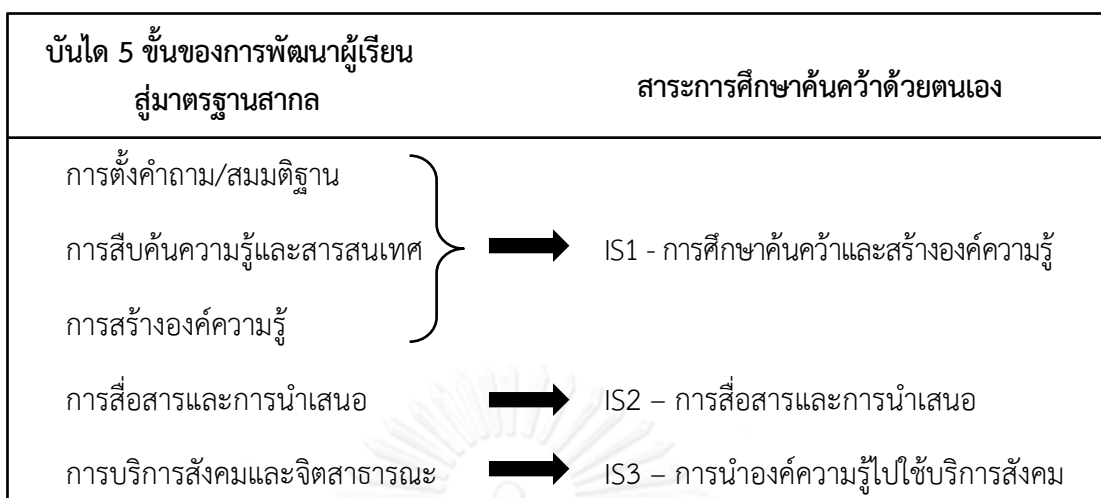 บันได 5 ขั้นของการพัฒนาผู้เรียน
สู่มาตรฐานสากล
สาระการศึกษาค้นคว้าด้วยตนเอง
การตั้งคำถาม/สมมติฐาน
การสืบค้นความรู้และสารสนเทศ
IS1 - การศึกษาค้นคว้าและสร้างองค์ความรู้
การสร้างองค์ความรู้
การสื่อสารและการนำเสนอ
IS2 – การสื่อสารและการนำเสนอ
การบริการสังคมและจิตสาธารณะ
IS3 – การนำองค์ความรู้ไปใช้บริการสังคม